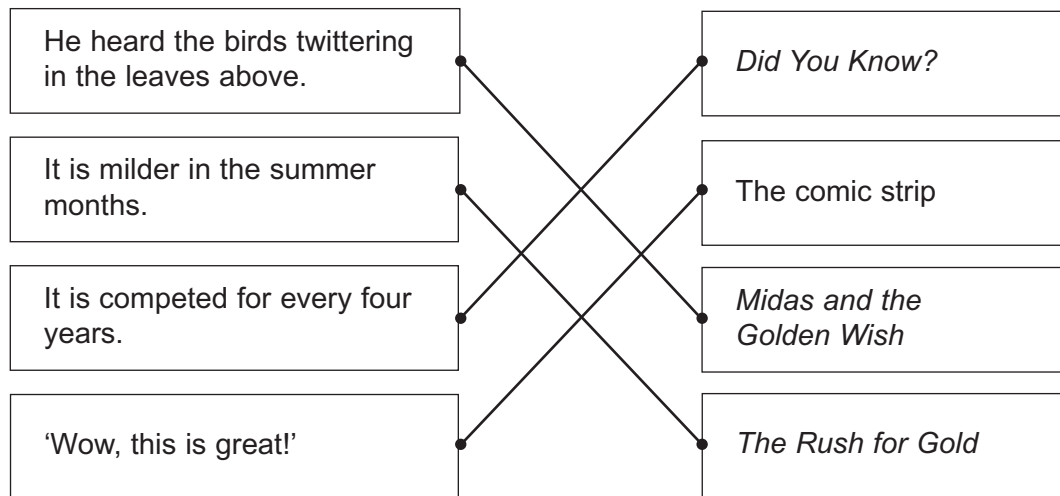 He heard the birds twittering
in the leaves above.
Did You Know?
It is milder in the summer
months.
The comic strip
It is competed for every four
years.
Midas and the
Golden Wish
‘Wow, this is great!’
The Rush for Gold